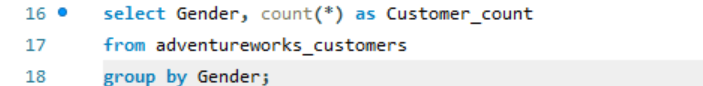 16 select Gender, count(*) as Customer_count
17 from adventureworks_customers
18 group by Gender;